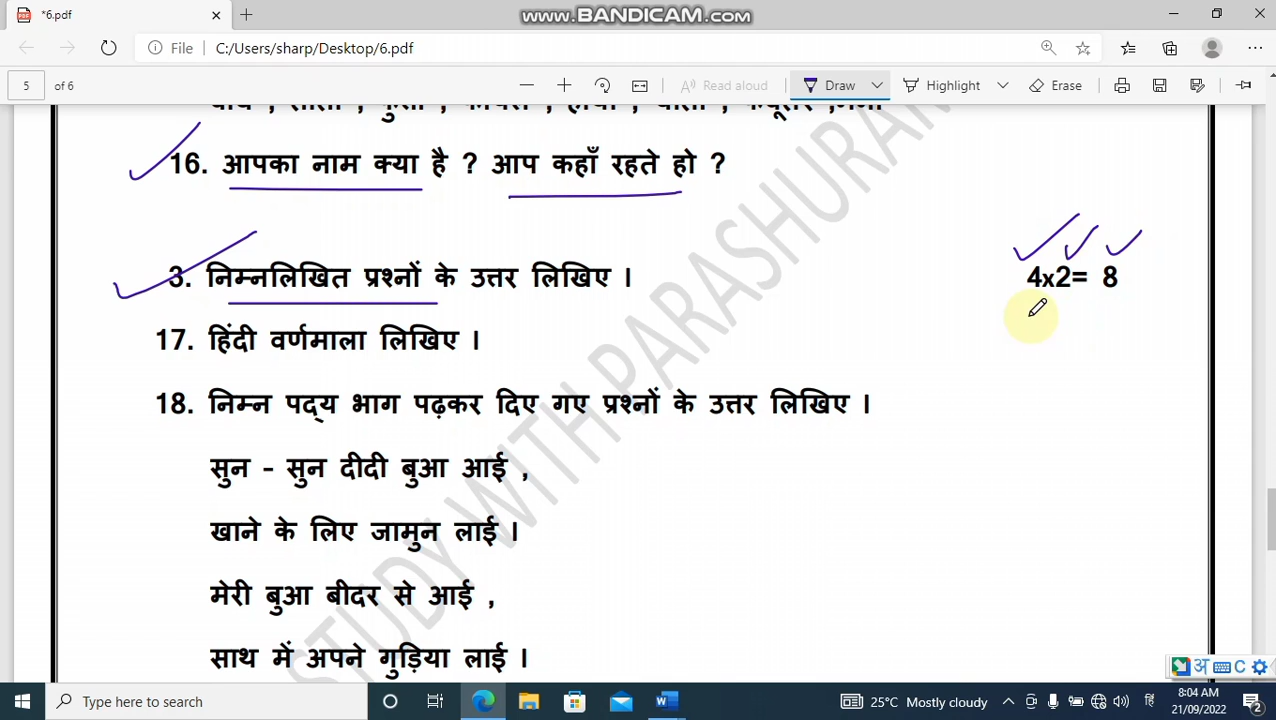 www.BANDICAM.com
*6.pdf
File C:/Users/sharp/Desktop/6.pdf
5 of 6 Read aloud Draw Highlight Erase
16. आपका नाम क्या है ? आप कहाँ रहते हो ?
3. निम्नलिखित प्रश्नों के उत्तर लिखिए । 4x2= 8
17. हिंदी वर्णमाला लिखिए ।
18. निम्न पद्य भाग पढ़कर दिए गए प्रश्नों के उत्तर लिखिए ।
सुन - सुन दीदी बुआ आई ,
खाने के लिए जामुन लाई ।
मेरी बुआ बीदर से आई ,
साथ में अपने गुड़िया लाई ।
STUDY WITH PARASHURAM
अ C
Type here to search 25°C Mostly cloudy हिं 8:04 AM
21/09/2022 2